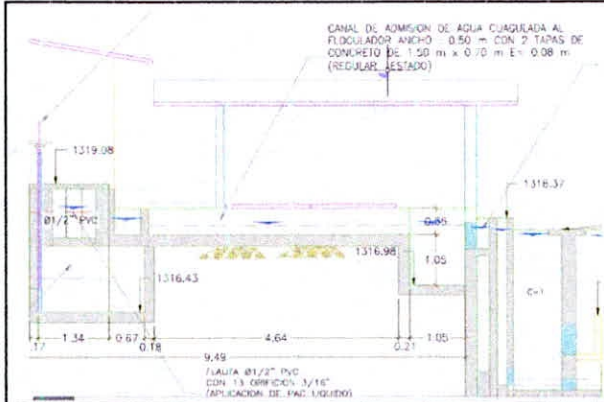 CANAL DE ADMISION DE AGUA CUAGULADA AL
FLOCULADOR ANCHO : 0.50 m CON 2 TAPAS DE
CONCRETO DE 1.50 m x 0.70 m E= 0.08 m
(REGULAR ESTADO)
1319.08
1318.37
Ø1/2" PVC
0.85
1316.98
1.05
1316.43
C-1
.17
1.34
0.67
0.18
4.64
0.21
1.05
9.49
FLAUTA Ø1/2" PVC
CON 13 ORIFICIOS 3/16"
(APLICACION DE PAC LIQUIDO)